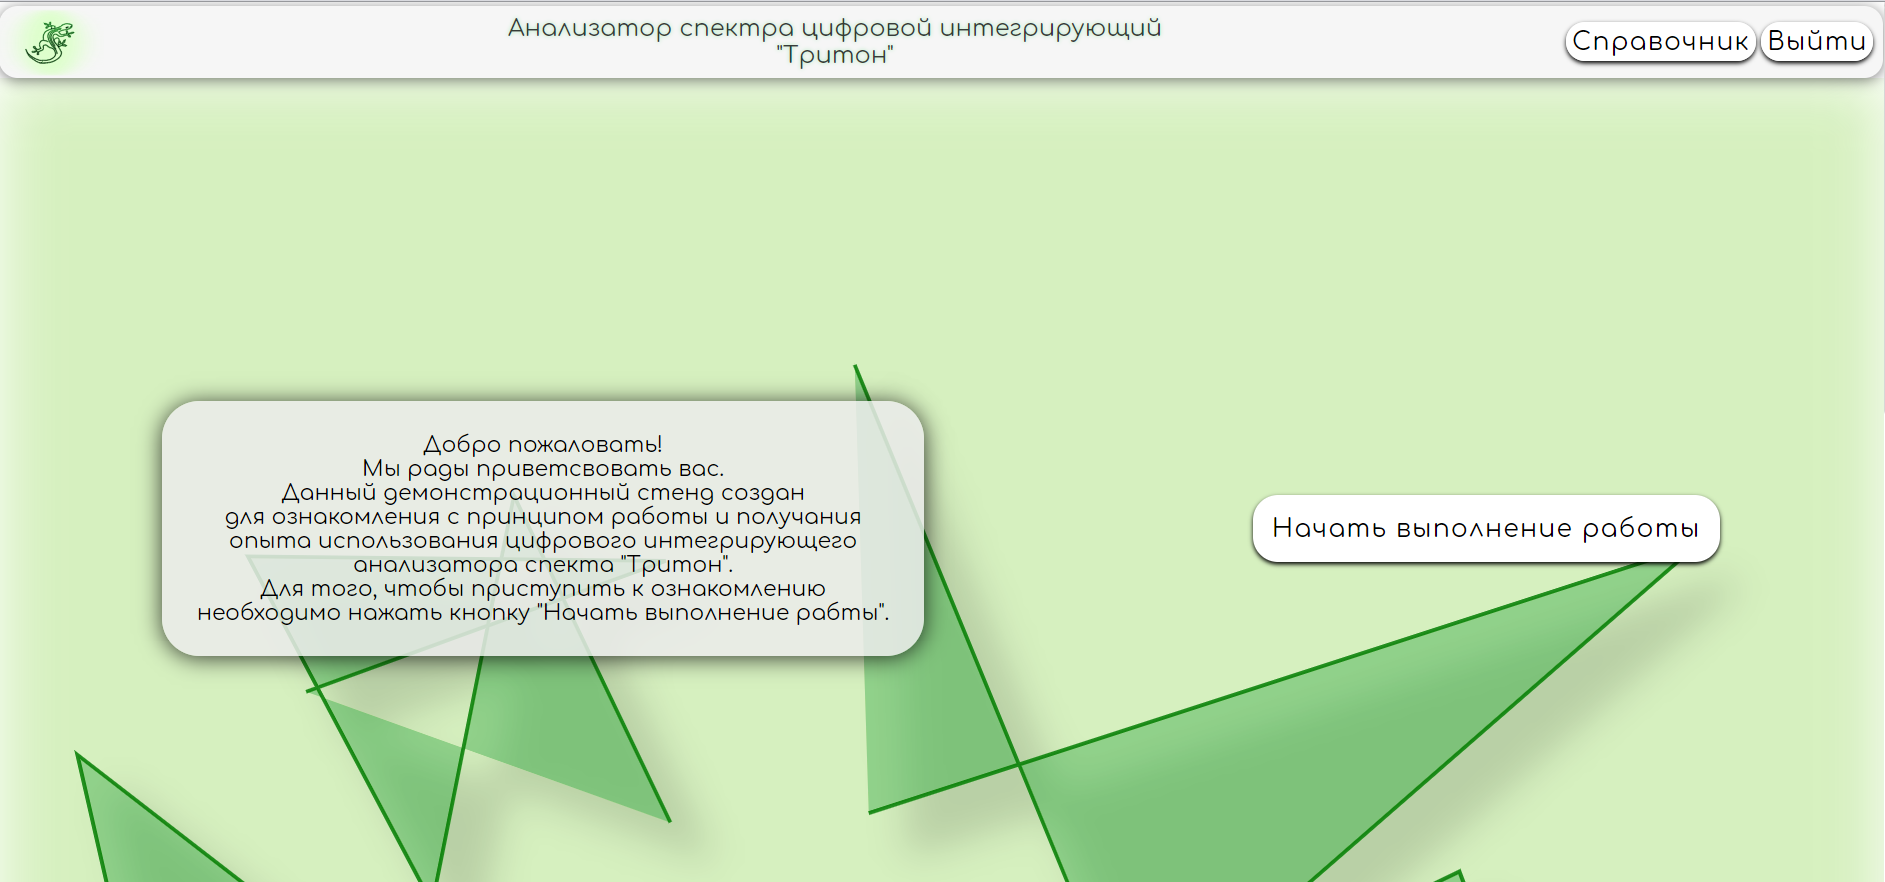 Анализатор спектра цифровой интегрирующий
"Тритон"
Справочник
Выйти
Добро пожаловать!
Мы рады приветсвовать вас.
Данный демонстрационный стенд создан
для ознакомления с принципом работы и получания
опыта использования цифрового интегрирующего
анализатора спекта "Тритон".
Для того, чтобы приступить к ознакомлению
необходимо нажать кнопку "Начать выполнение рабты".
Начать выполнение работы